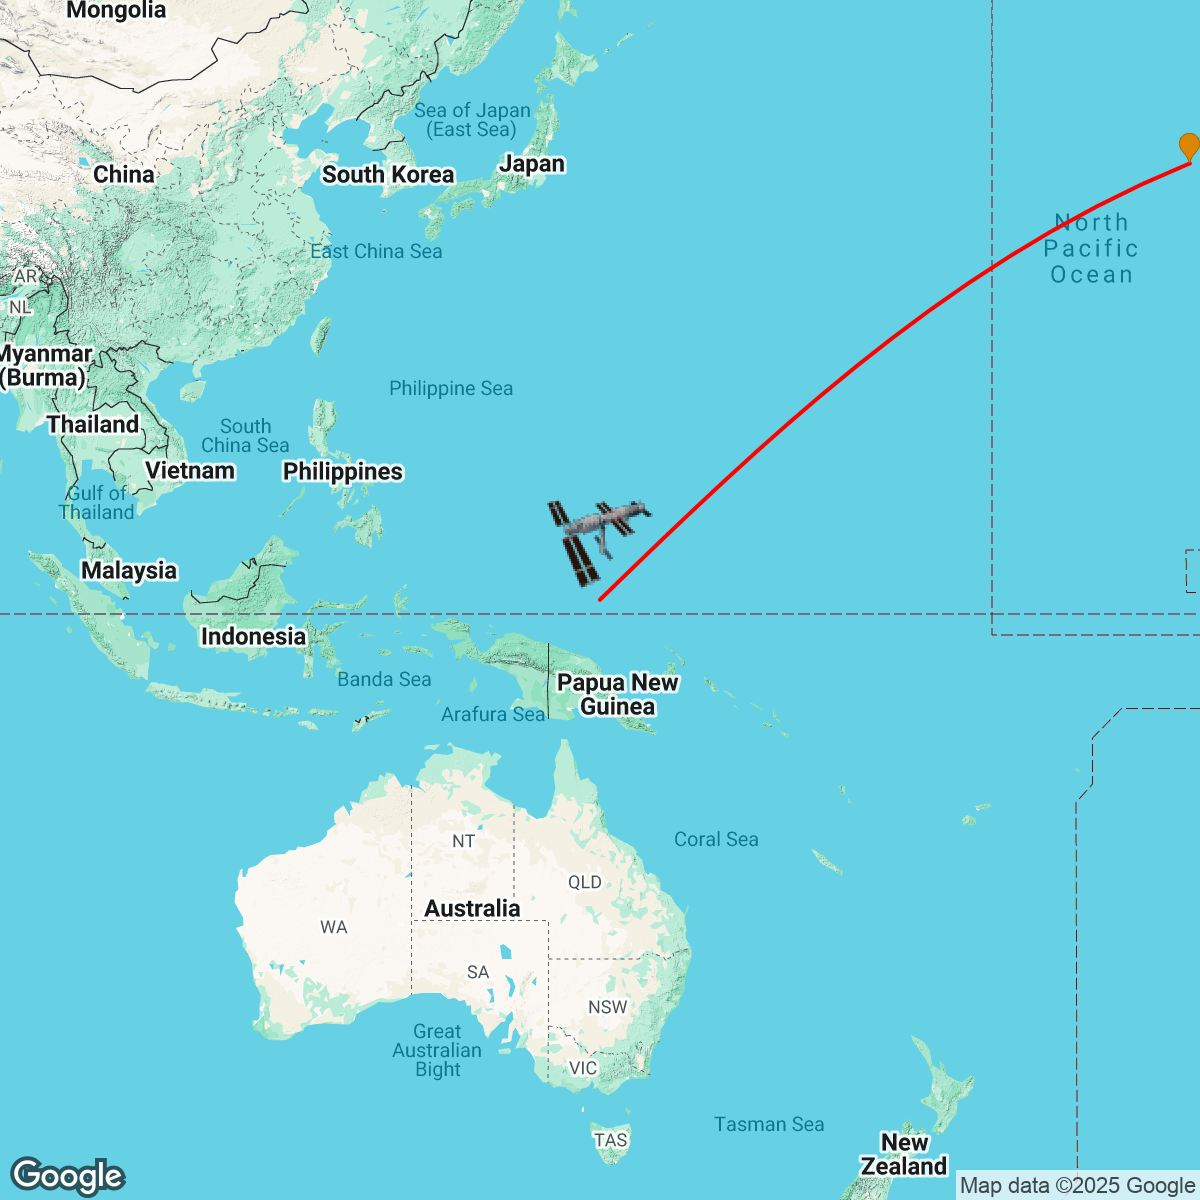 Mongolia
Sea of Japan
(East Sea)
China
South Korea
Japan
North
Pacific
Ocean
East China Sea
AR
NL
Myanmar
(Burma)
Philippine Sea
Thailand
South
China Sea
Vietnam
Philippines
Gulf of
Thailand
Malaysia
Indonesia
Banda Sea
Papua New
Guinea
Arafura Sea
NT
Coral Sea
QLD
Australia
WA
SA
NSW
Great
Australian
Bight
VIC
Tasman Sea
TAS
New
Zealand
Google
Map data ©2025 Google